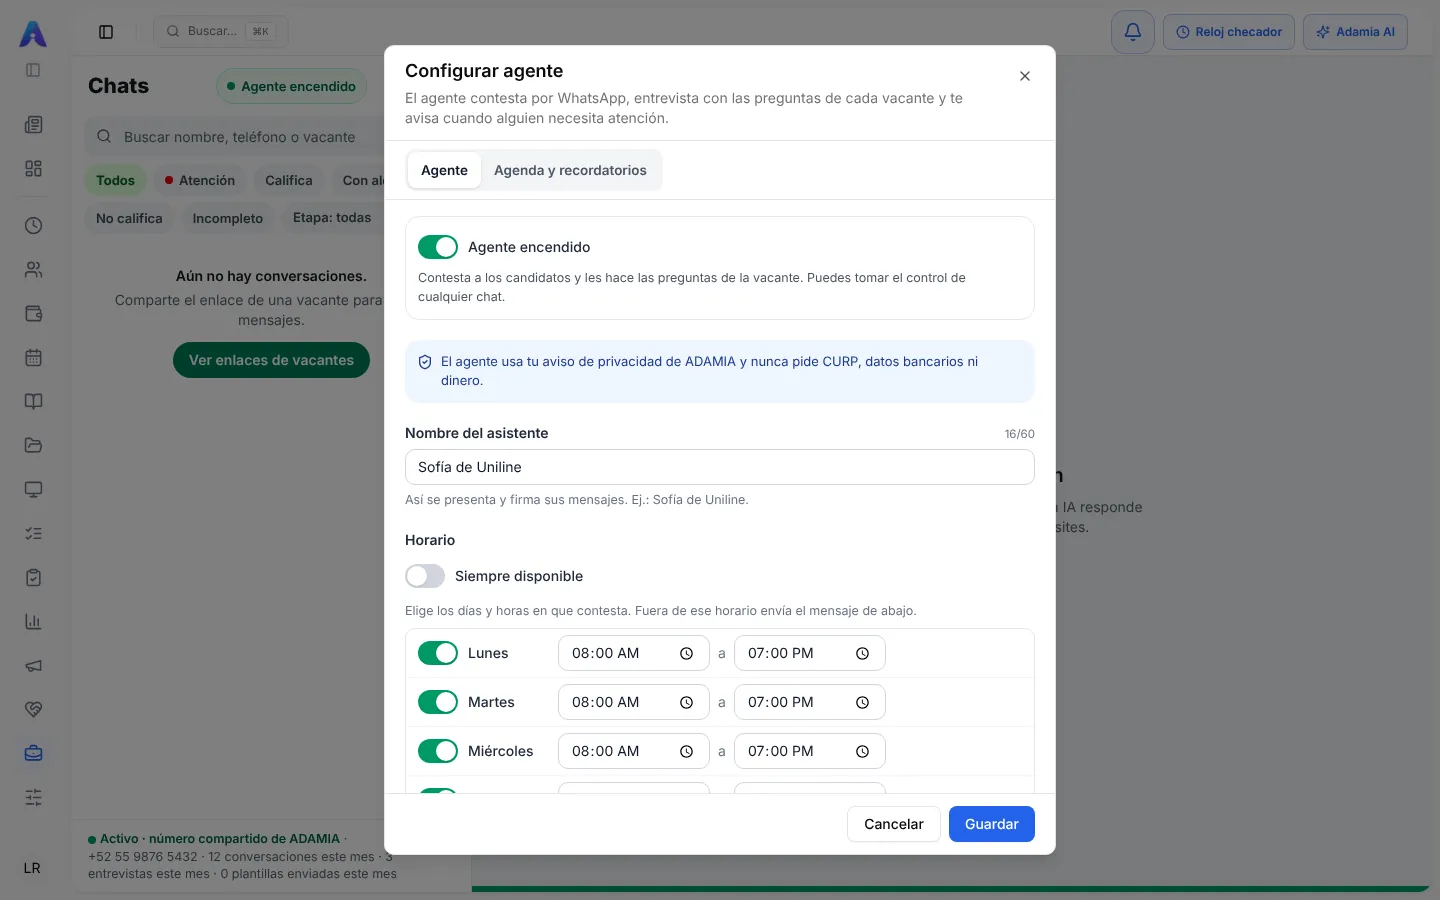 Buscar... ⌘K
Reloj checador
Adamia AI
Chats
Agente encendido
Buscar nombre, teléfono o vacante
Todos
Atención
Califica
No califica
Incompleto
Etapa: todas
Aún no hay conversaciones.
Comparte el enlace de una vacante para
mensajes.
Ver enlaces de vacantes
Activo · número compartido de ADAMIA ·
+52 55 9876 5432 · 12 conversaciones este mes · 3
entrevistas este mes · 0 plantillas enviadas este mes
LR
Configurar agente
El agente contesta por WhatsApp, entrevista con las preguntas de cada vacante y te
avisa cuando alguien necesita atención.
Agente
Agenda y recordatorios
Agente encendido
Contesta a los candidatos y les hace las preguntas de la vacante. Puedes tomar el control de
cualquier chat.
El agente usa tu aviso de privacidad de ADAMIA y nunca pide CURP, datos bancarios ni
dinero.
Nombre del asistente 16/60
Sofía de Uniline
Así se presenta y firma sus mensajes. Ej.: Sofía de Uniline.
Horario
Siempre disponible
Elige los días y horas en que contesta. Fuera de ese horario envía el mensaje de abajo.
Lunes 08:00 AM a 07:00 PM
Martes 08:00 AM a 07:00 PM
Miércoles 08:00 AM a 07:00 PM
Cancelar
Guardar
IA responde